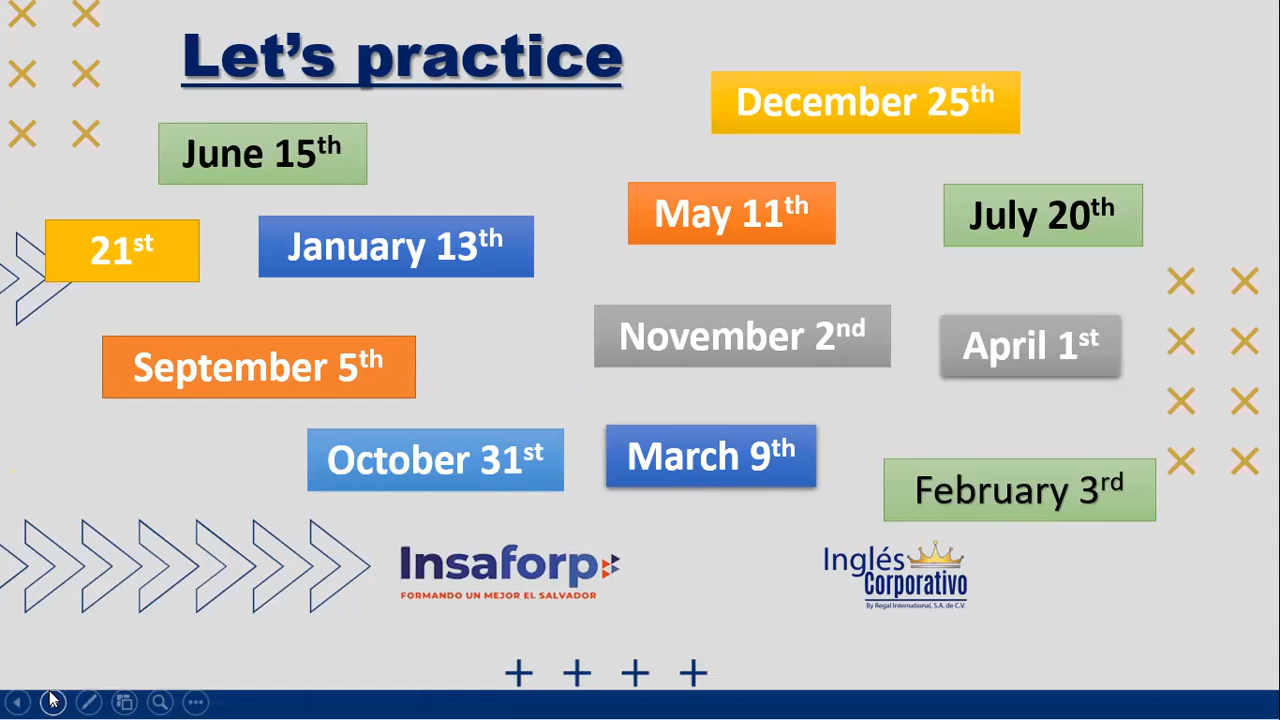 Let's practice
December 25th
June 15th
May 11th
July 20th
21st
January 13th
November 2nd
April 1st
September 5th
October 31st
March 9th
February 3rd
Insaforp
FORMANDO UN MEJOR EL SALVADOR
Inglés
Corporativo
By Regal International, S.A. de C.V.